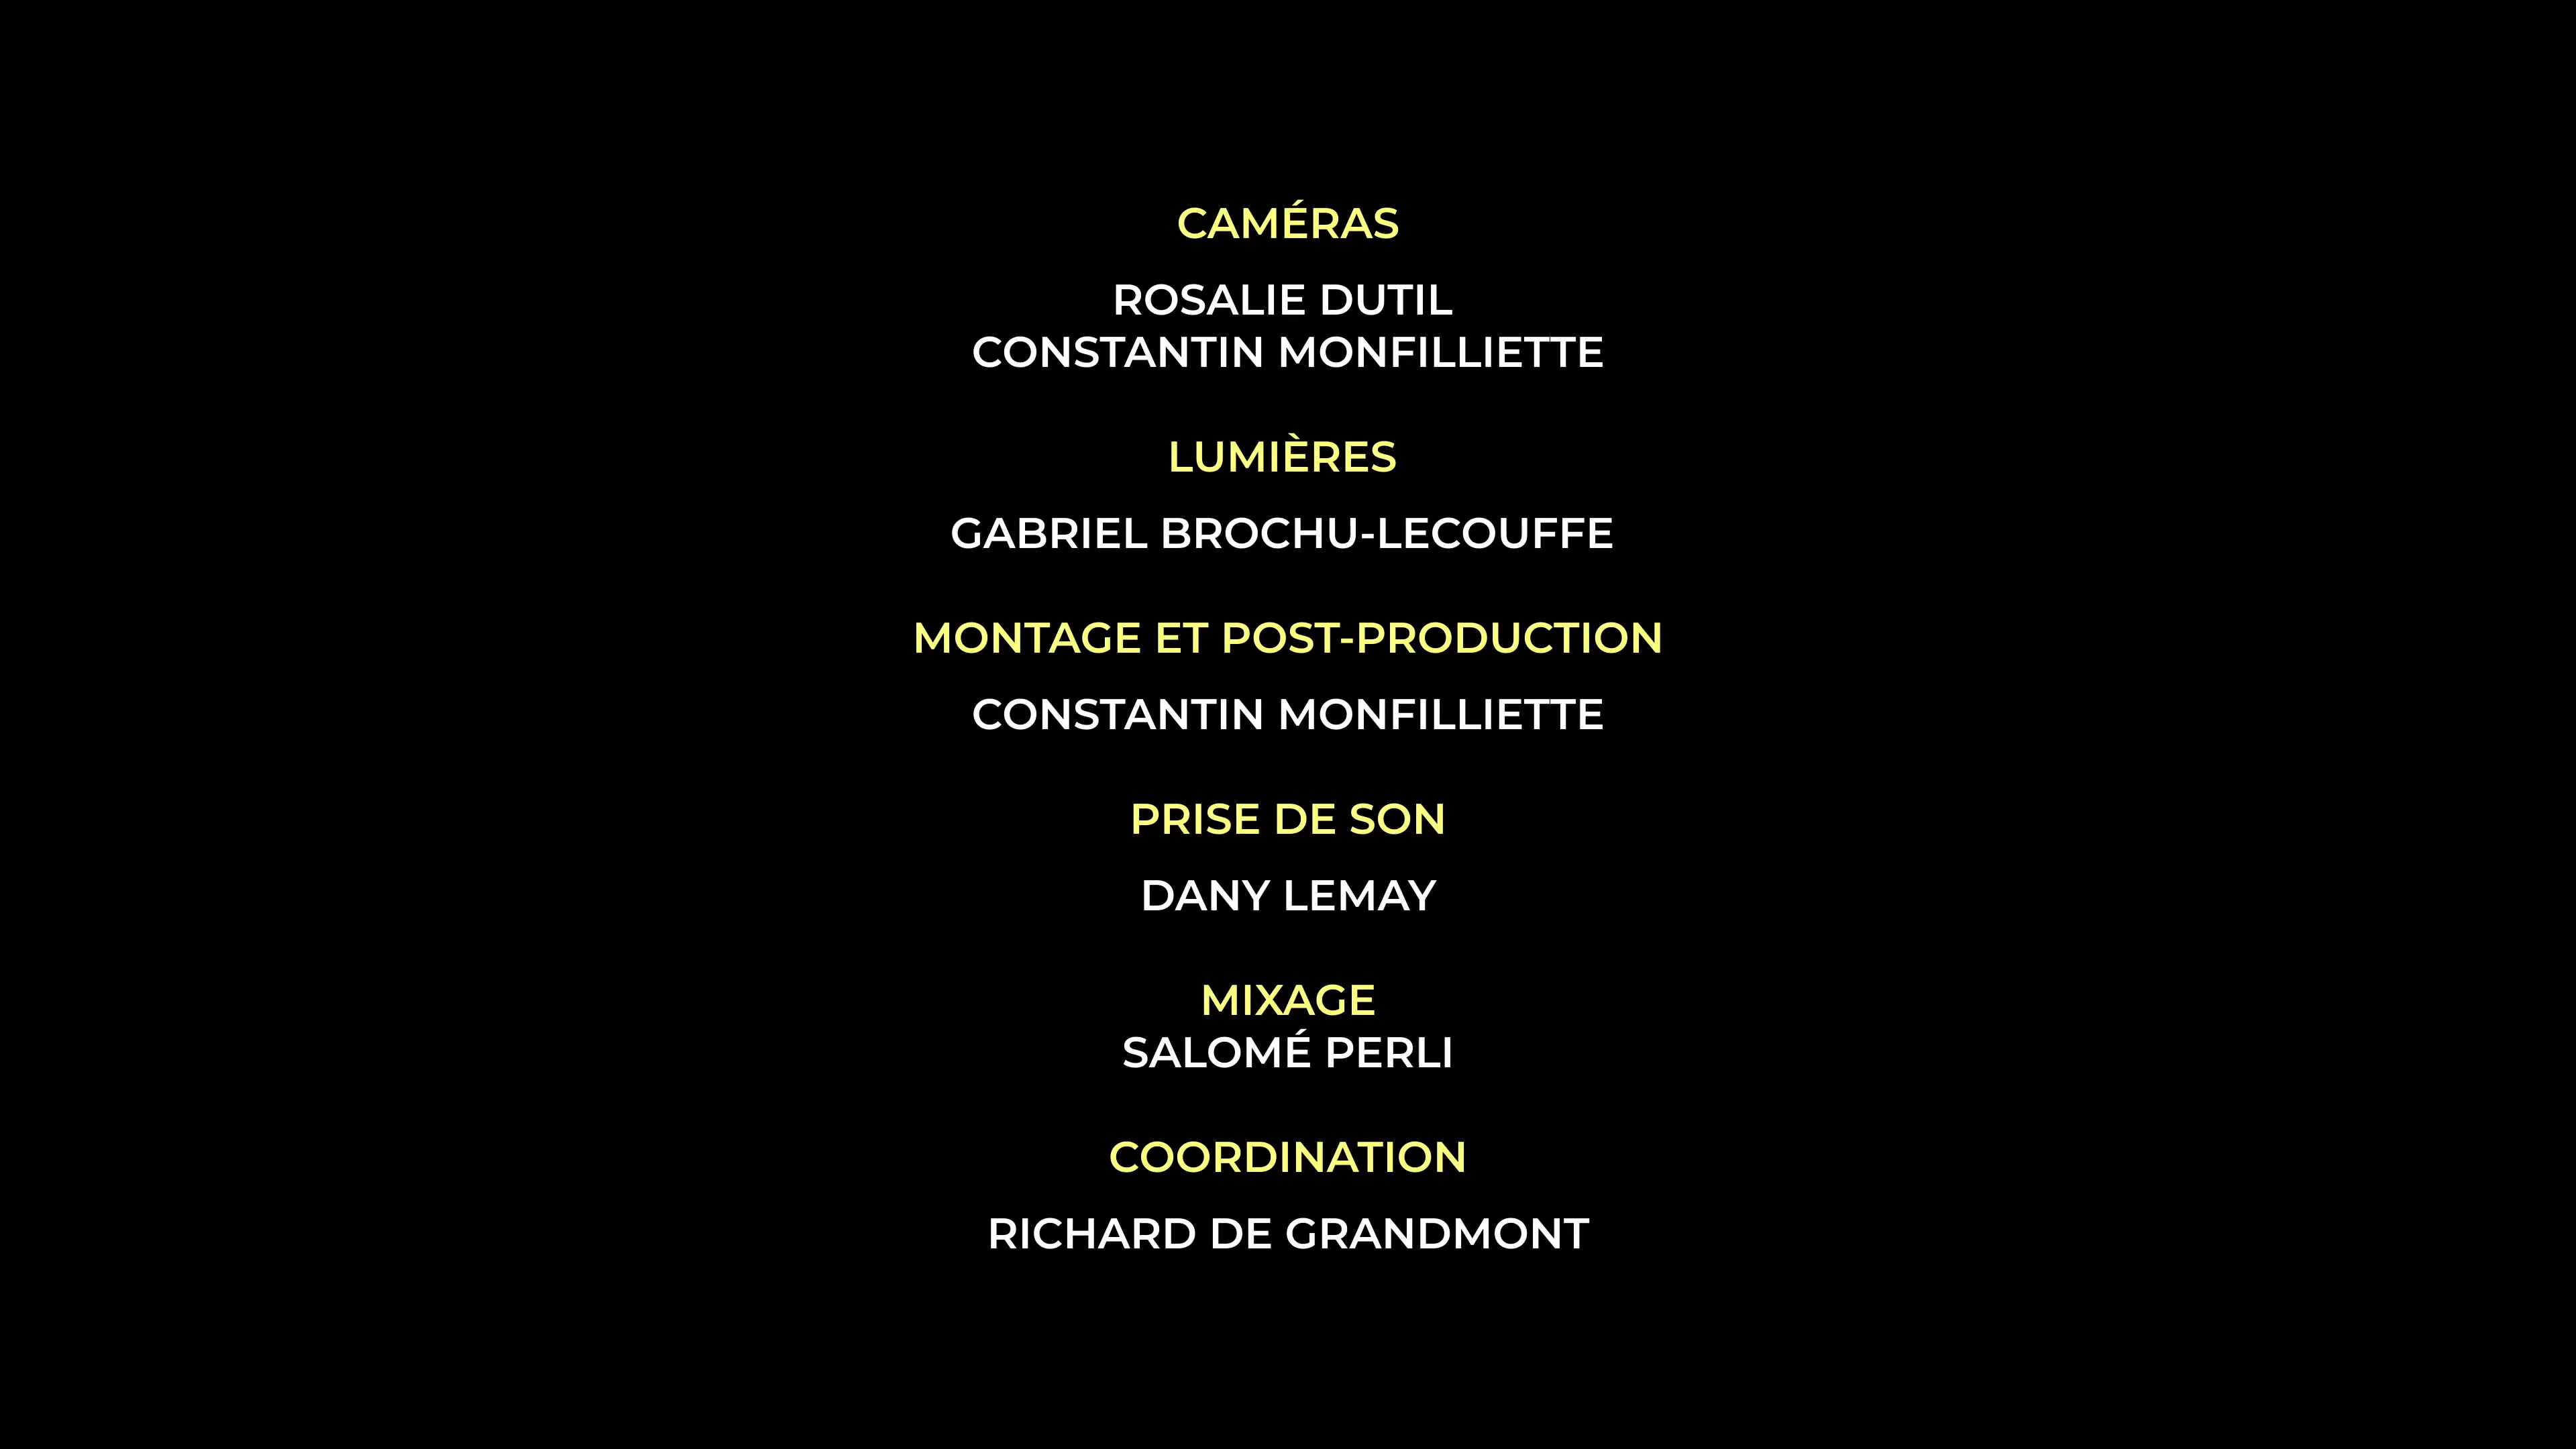 CAMÉRAS
ROSALIE DUTIL
CONSTANTIN MONFILLIETTE
LUMIÈRES
GABRIEL BROCHU-LECOUFFE
MONTAGE ET POST-PRODUCTION
CONSTANTIN MONFILLIETTE
PRISE DE SON
DANY LEMAY
MIXAGE
SALOMÉ PERLI
COORDINATION
RICHARD DE GRANDMONT